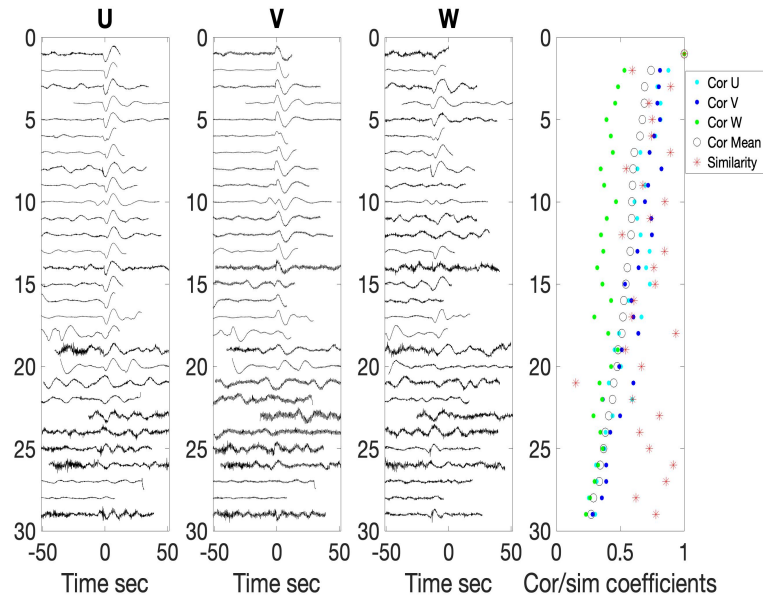 U V W
0 0 0 0
5 5 5 5
10 10 10 10
15 15 15 15
20 20 20 20
25 25 25 25
30 30 30 30
-50 0 50 -50 0 50 -50 0 50 0 0.5 1
Time sec Time sec Time sec Cor/sim coefficients
Cor U
Cor V
Cor W
Cor Mean
Similarity